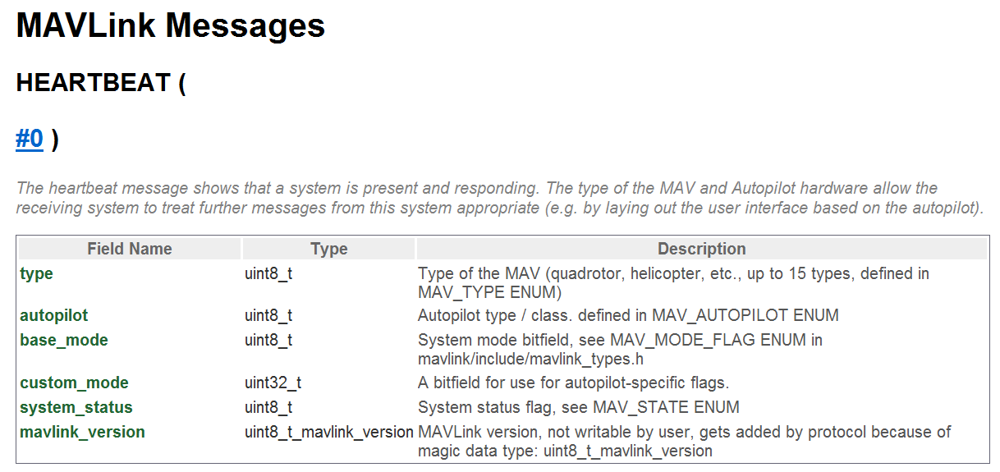 MAVLink Messages
HEARTBEAT (
#0 )
The heartbeat message shows that a system is present and responding. The type of the MAV and Autopilot hardware allow the
receiving system to treat further messages from this system appropriate (e.g. by laying out the user interface based on the autopilot).
Field Name Type Description
type uint8_t Type of the MAV (quadrotor, helicopter, etc., up to 15 types, defined in
MAV_TYPE ENUM)
autopilot uint8_t Autopilot type / class. defined in MAV_AUTOPILOT ENUM
base_mode uint8_t System mode bitfield, see MAV_MODE_FLAG ENUM in
mavlink/include/mavlink_types.h
custom_mode uint32_t A bitfield for use for autopilot-specific flags.
system_status uint8_t System status flag, see MAV_STATE ENUM
mavlink_version uint8_t_mavlink_version MAVLink version, not writable by user, gets added by protocol because of
magic data type: uint8_t_mavlink_version